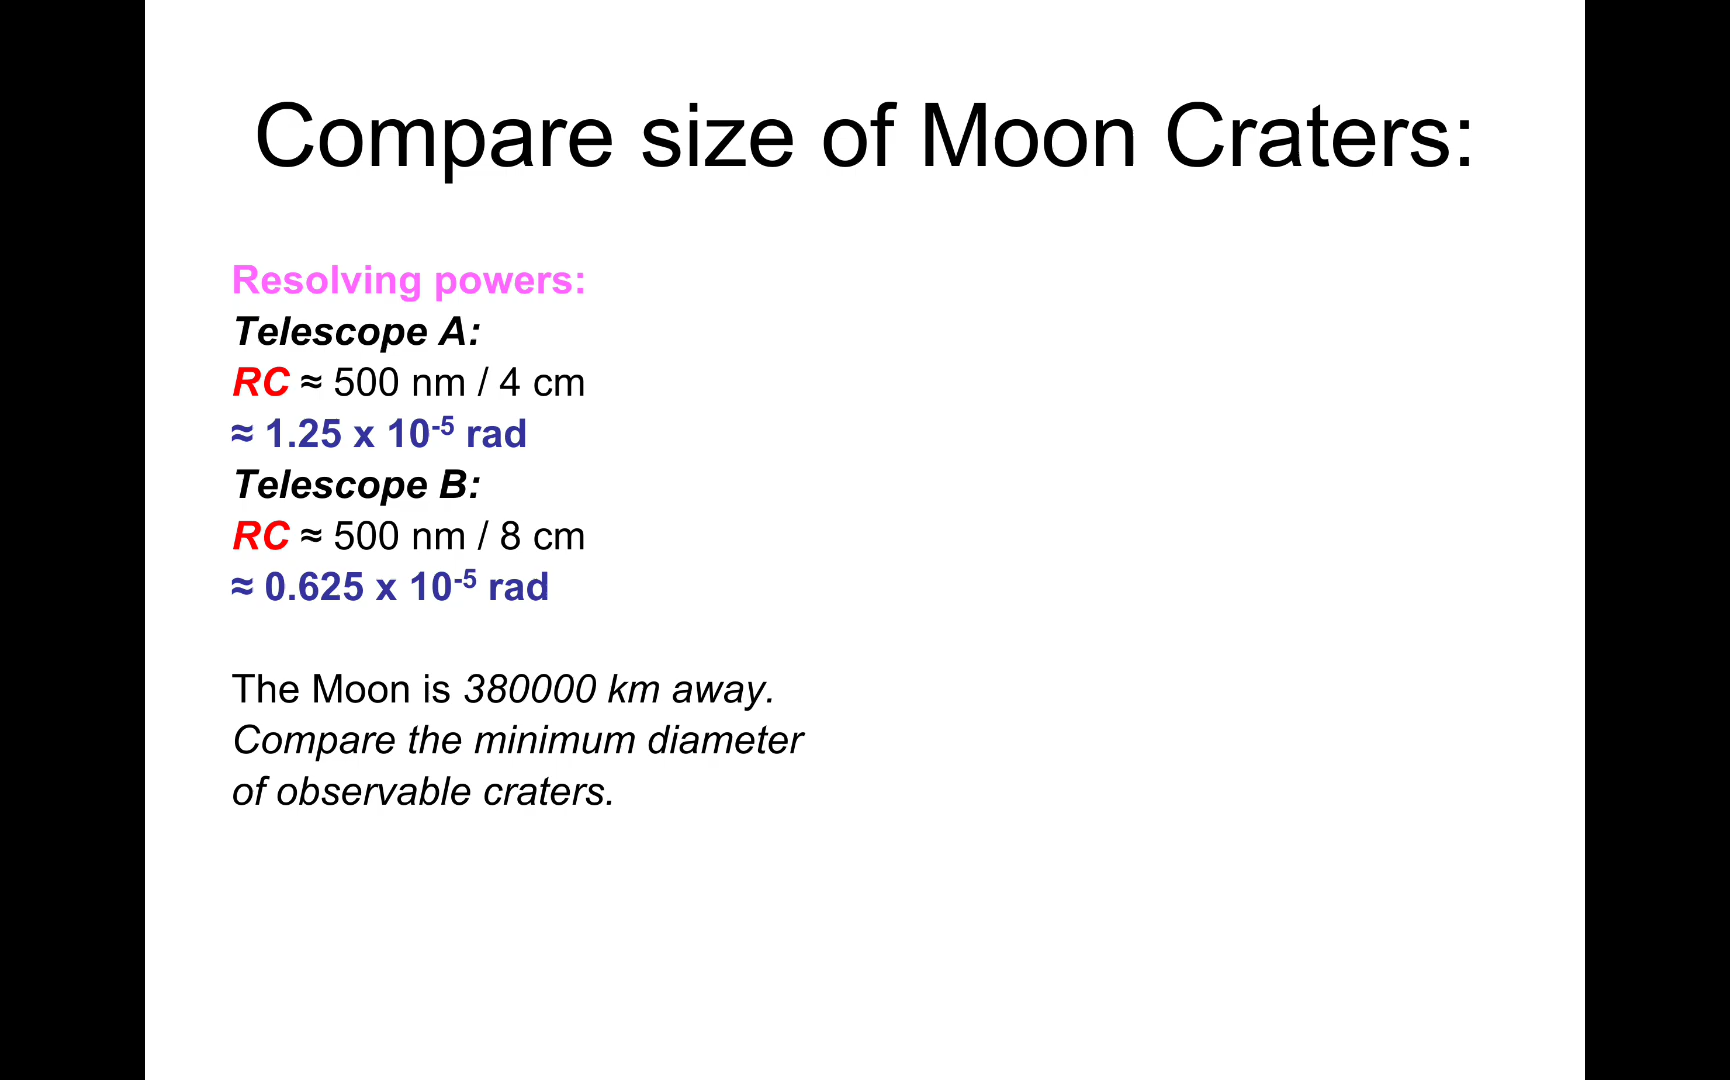 Compare size of Moon Craters:
Resolving powers:
Telescope A:
RC ≈ 500 nm / 4 cm
≈ 1.25 x 10⁻⁵ rad
Telescope B:
RC ≈ 500 nm / 8 cm
≈ 0.625 x 10⁻⁵ rad
The Moon is 380000 km away.
Compare the minimum diameter
of observable craters.